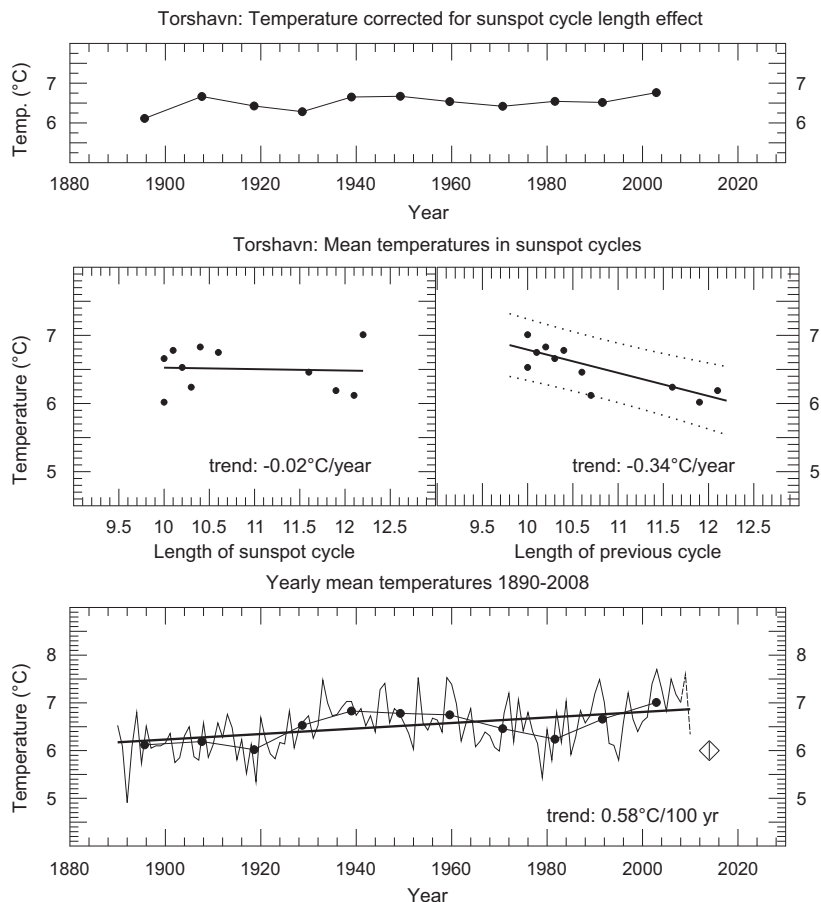 Torshavn: Temperature corrected for sunspot cycle length effect
Temp. (°C)
7
6
7
6
1880 1900 1920 1940 1960 1980 2000 2020
Year
Torshavn: Mean temperatures in sunspot cycles
Temperature (°C)
7
6
5
7
6
5
trend: -0.02°C/year
trend: -0.34°C/year
9.5 10 10.5 11 11.5 12 12.5
9.5 10 10.5 11 11.5 12 12.5
Length of sunspot cycle
Length of previous cycle
Yearly mean temperatures 1890-2008
Temperature (°C)
8
7
6
5
8
7
6
5
trend: 0.58°C/100 yr
1880 1900 1920 1940 1960 1980 2000 2020
Year